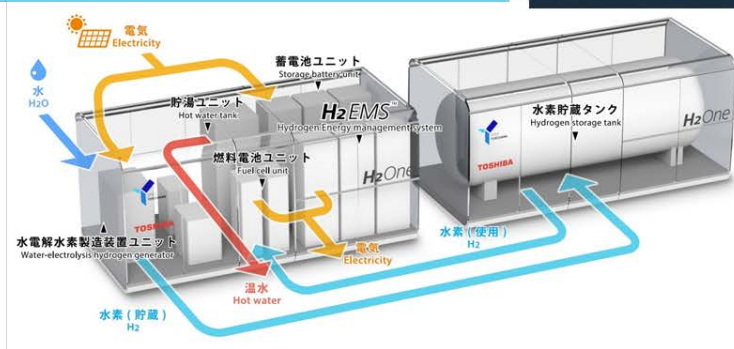 電気
Electricity
水
H2O
蓄電池ユニット
Storage battery unit
貯湯ユニット
Hot water tank
H2EMS™
Hydrogen Energy management system
燃料電池ユニット
Fuel cell unit
H2One
水素貯蔵タンク
Hydrogen storage tank
H2One
TOSHIBA
TOSHIBA
水電解水素製造装置ユニット
Water-electrolysis hydrogen generator
水素 (使用)
H2
電気
Electricity
温水
Hot water
水素 (貯蔵)
H2